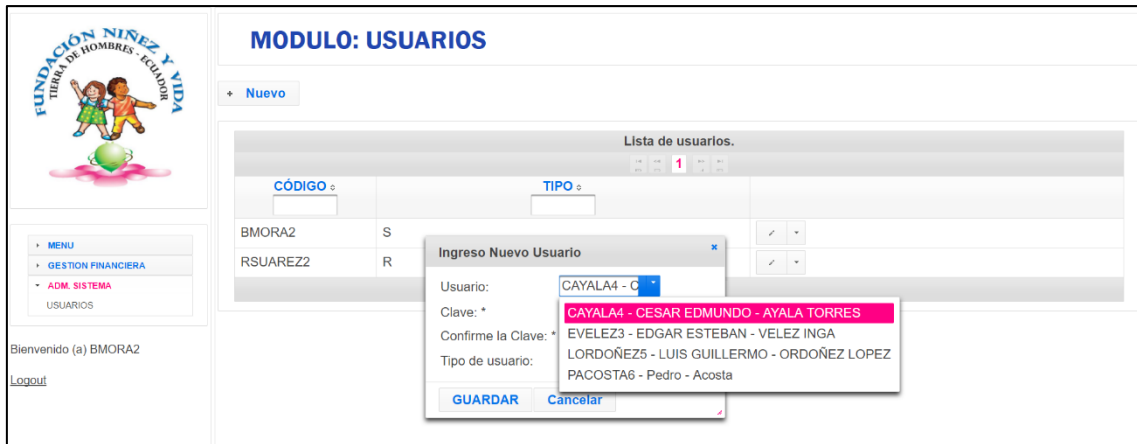 FUNDACIÓN NIÑEZ Y VIDA
TIERRA DE HOMBRES - ECUADOR
MODULO: USUARIOS
+ Nuevo
Lista de usuarios.
1
CÓDIGO TIPO
BMORA2 S
RSUAREZ2 R
MENU
GESTION FINANCIERA
ADM. SISTEMA
USUARIOS
Bienvenido (a) BMORA2
Logout
Ingreso Nuevo Usuario
Usuario: CAYALA4 - C
Clave: *
Confirme la Clave: *
Tipo de usuario:
CAYALA4 - CESAR EDMUNDO - AYALA TORRES
EVELEZ3 - EDGAR ESTEBAN - VELEZ INGA
LORDOÑEZ5 - LUIS GUILLERMO - ORDOÑEZ LOPEZ
PACOSTA6 - Pedro - Acosta
GUARDAR Cancelar